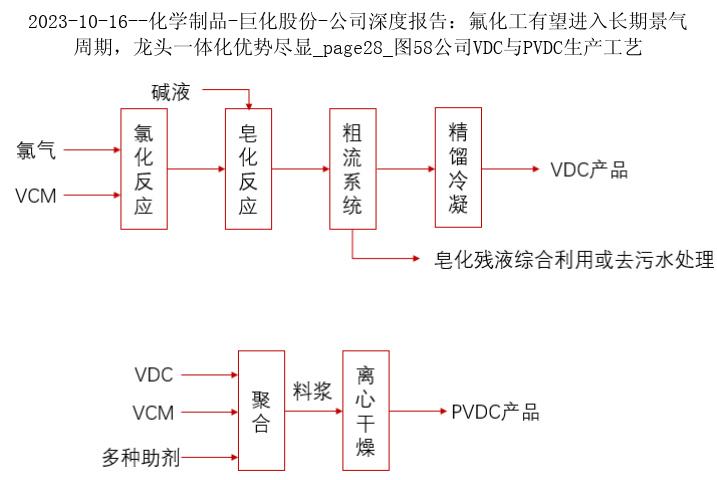 2023-10-16--化学制品-巨化股份-公司深度报告：氟化工有望进入长期景气
周期，龙头一体化优势尽显_page28_图58公司VDC与PVDC生产工艺
碱液
氯气
VCM
氯化反应
皂化反应
粗流系统
精馏冷凝
VDC产品
皂化残液综合利用或去污水处理
VDC
VCM
多种助剂
聚合
料浆
离心干燥
PVDC产品